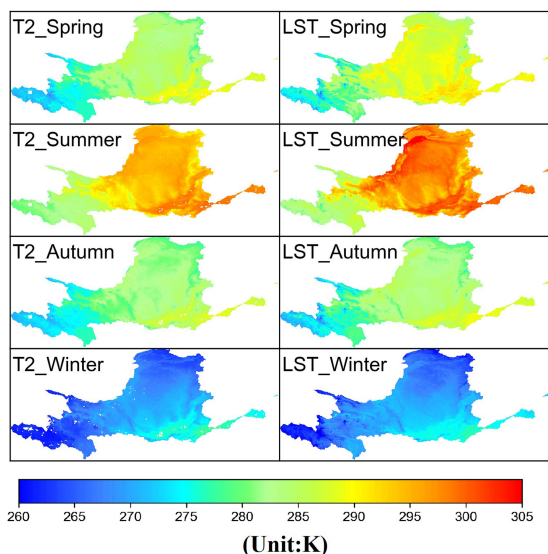 T2_Spring LST_Spring
T2_Summer LST_Summer
T2_Autumn LST_Autumn
T2_Winter LST_Winter
260 265 270 275 280 285 290 295 300 305
(Unit:K)